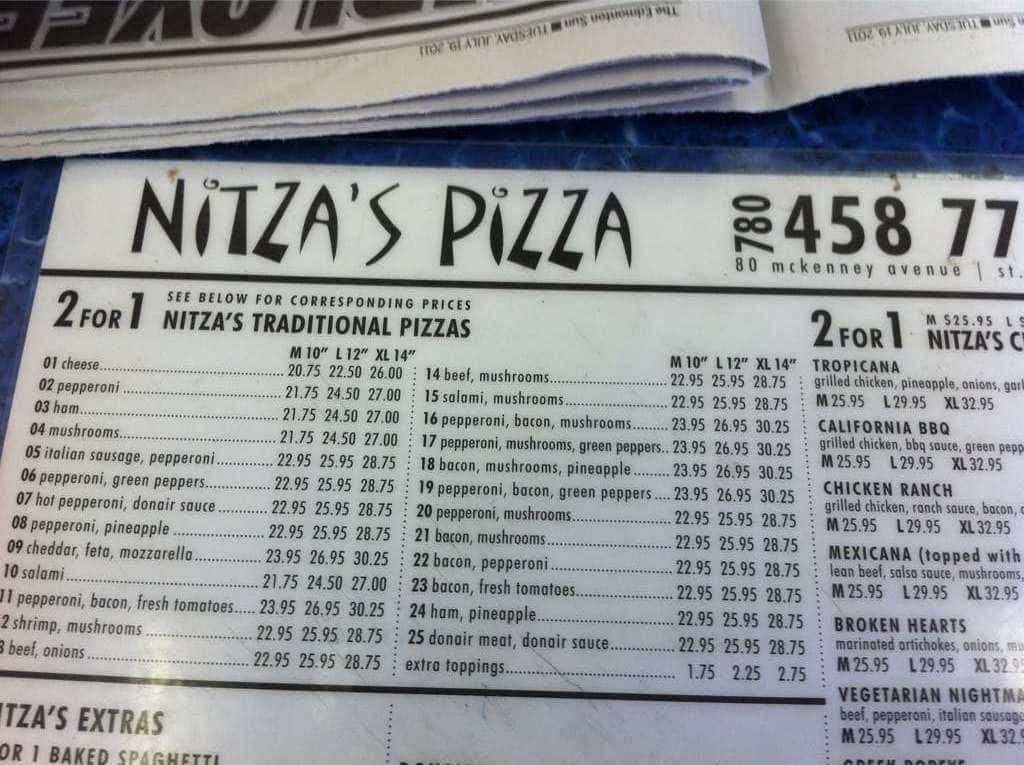 The Edmonton Sun ■ TUESDAY, JULY 19, 2011
TUESDAY, JULY 19, 2011
NITZA'S PIZZA
780 458 77
80 mckenney avenue | st.
2 FOR 1 SEE BELOW FOR CORRESPONDING PRICES
NITZA'S TRADITIONAL PIZZAS
M 10" L 12" XL 14"
01 cheese 20.75 22.50 26.00
02 pepperoni 21.75 24.50 27.00
03 ham 21.75 24.50 27.00
04 mushrooms 21.75 24.50 27.00
05 italian sausage, pepperoni 22.95 25.95 28.75
06 pepperoni, green peppers 22.95 25.95 28.75
07 hot pepperoni, donair sauce 22.95 25.95 28.75
08 pepperoni, pineapple 22.95 25.95 28.75
09 cheddar, feta, mozzarella 23.95 26.95 30.25
10 salami 21.75 24.50 27.00
11 pepperoni, bacon, fresh tomatoes 23.95 26.95 30.25
2 shrimp, mushrooms 22.95 25.95 28.75
3 beef, onions 22.95 25.95 28.75
M 10" L 12" XL 14"
14 beef, mushrooms 22.95 25.95 28.75
15 salami, mushrooms 22.95 25.95 28.75
16 pepperoni, bacon, mushrooms 23.95 26.95 30.25
17 pepperoni, mushrooms, green peppers 23.95 26.95 30.25
18 bacon, mushrooms, pineapple 23.95 26.95 30.25
19 pepperoni, bacon, green peppers 23.95 26.95 30.25
20 pepperoni, mushrooms 22.95 25.95 28.75
21 bacon, mushrooms 22.95 25.95 28.75
22 bacon, pepperoni 22.95 25.95 28.75
23 bacon, fresh tomatoes 22.95 25.95 28.75
24 ham, pineapple 22.95 25.95 28.75
25 donair meat, donair sauce 22.95 25.95 28.75
extra toppings 1.75 2.25 2.75
2 FOR 1 M $25.95 L
NITZA'S
TROPICANA
grilled chicken, pineapple, onions,
M 25.95 L 29.95 XL 32.95
CALIFORNIA BBQ
grilled chicken, bbq sauce, green
M 25.95 L 29.95 XL 32.95
CHICKEN RANCH
grilled chicken, ranch sauce, bacon,
M 25.95 L 29.95 XL 32.95
MEXICANA (topped with
lean beef, salsa sauce, mushrooms,
M 25.95 L 29.95 XL 32.95
BROKEN HEARTS
marinated artichokes, onions,
M 25.95 L 29.95 XL 32.95
VEGETARIAN NIGHTMA
beef, pepperoni, italian sausage
M 25.95 L 29.95 XL 32.9
ITZA'S EXTRAS
OR 1 BAKED SPAGHETTI